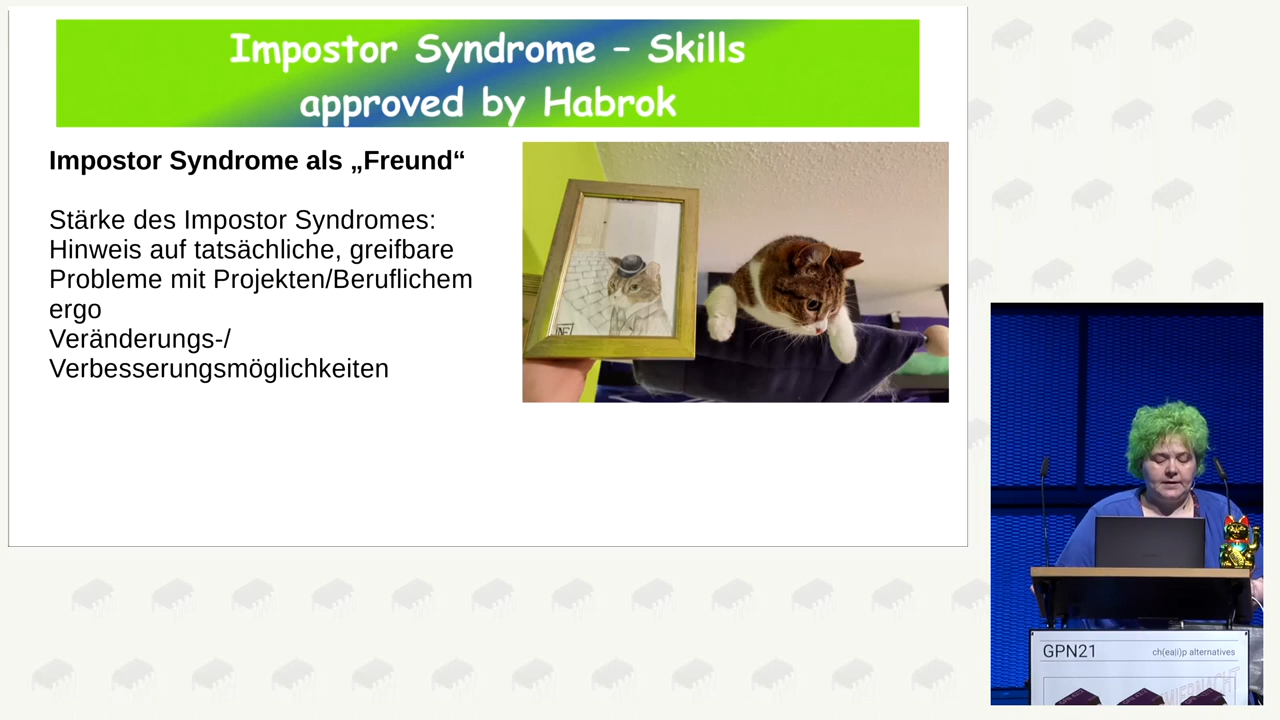 Impostor Syndrome – Skills
approved by Habrok
Impostor Syndrome als „Freund“
Stärke des Impostor Syndromes:
Hinweis auf tatsächliche, greifbare
Probleme mit Projekten/Beruflichem
ergo
Veränderungs-/
Verbesserungsmöglichkeiten
GPN21
ch(ea|i)p alternatives